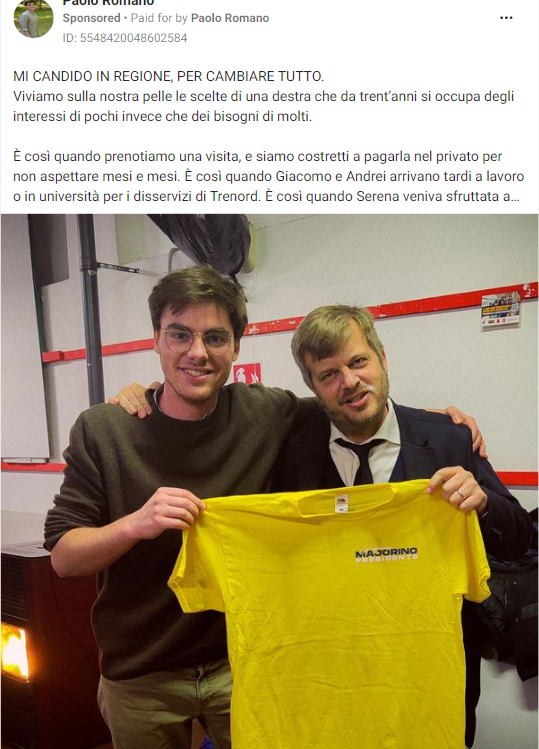 Paolo Romano
Sponsored • Paid for by Paolo Romano
ID: 5548420048602584
MI CANDIDO IN REGIONE, PER CAMBIARE TUTTO.
Viviamo sulla nostra pelle le scelte di una destra che da trent'anni si occupa degli
interessi di pochi invece che dei bisogni di molti.
È così quando prenotiamo una visita, e siamo costretti a pagarla nel privato per
non aspettare mesi e mesi. È così quando Giacomo e Andrei arrivano tardi a lavoro
o in università per i disservizi di Trenord. È così quando Serena veniva sfruttata a...
MAJORINO
PRESIDENTE